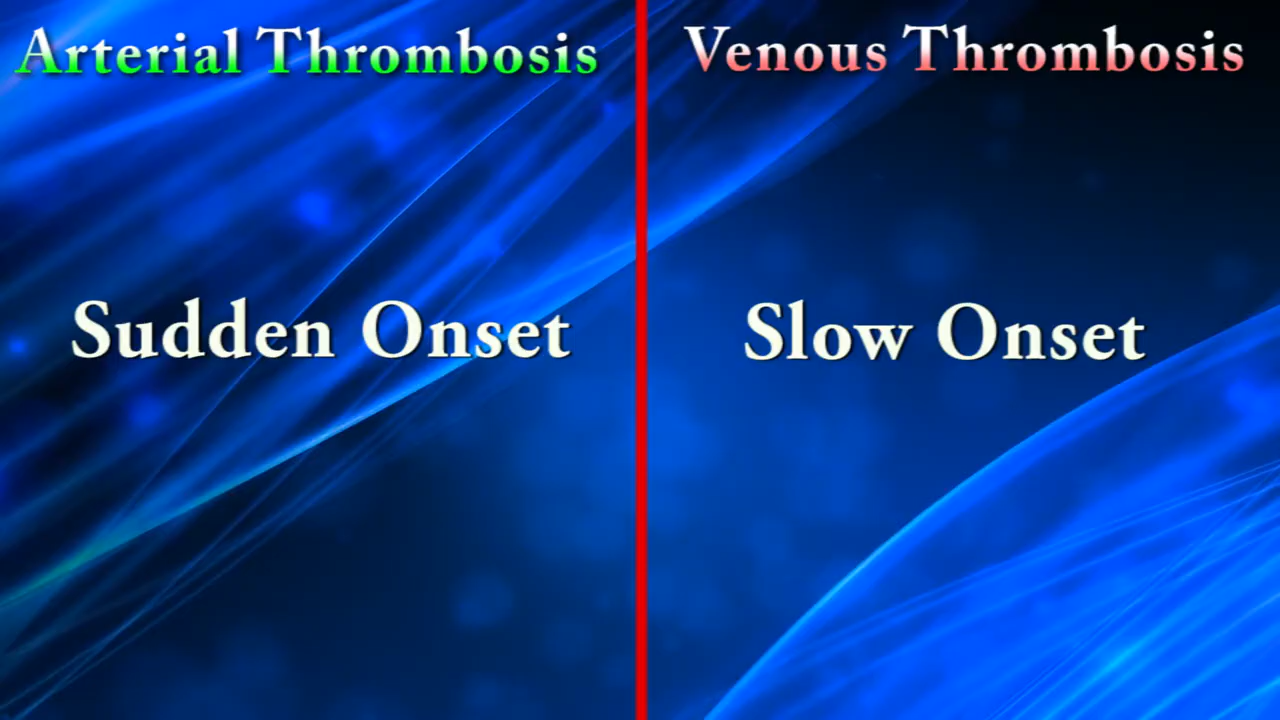 Arterial Thrombosis
Venous Thrombosis
Sudden Onset
Slow Onset